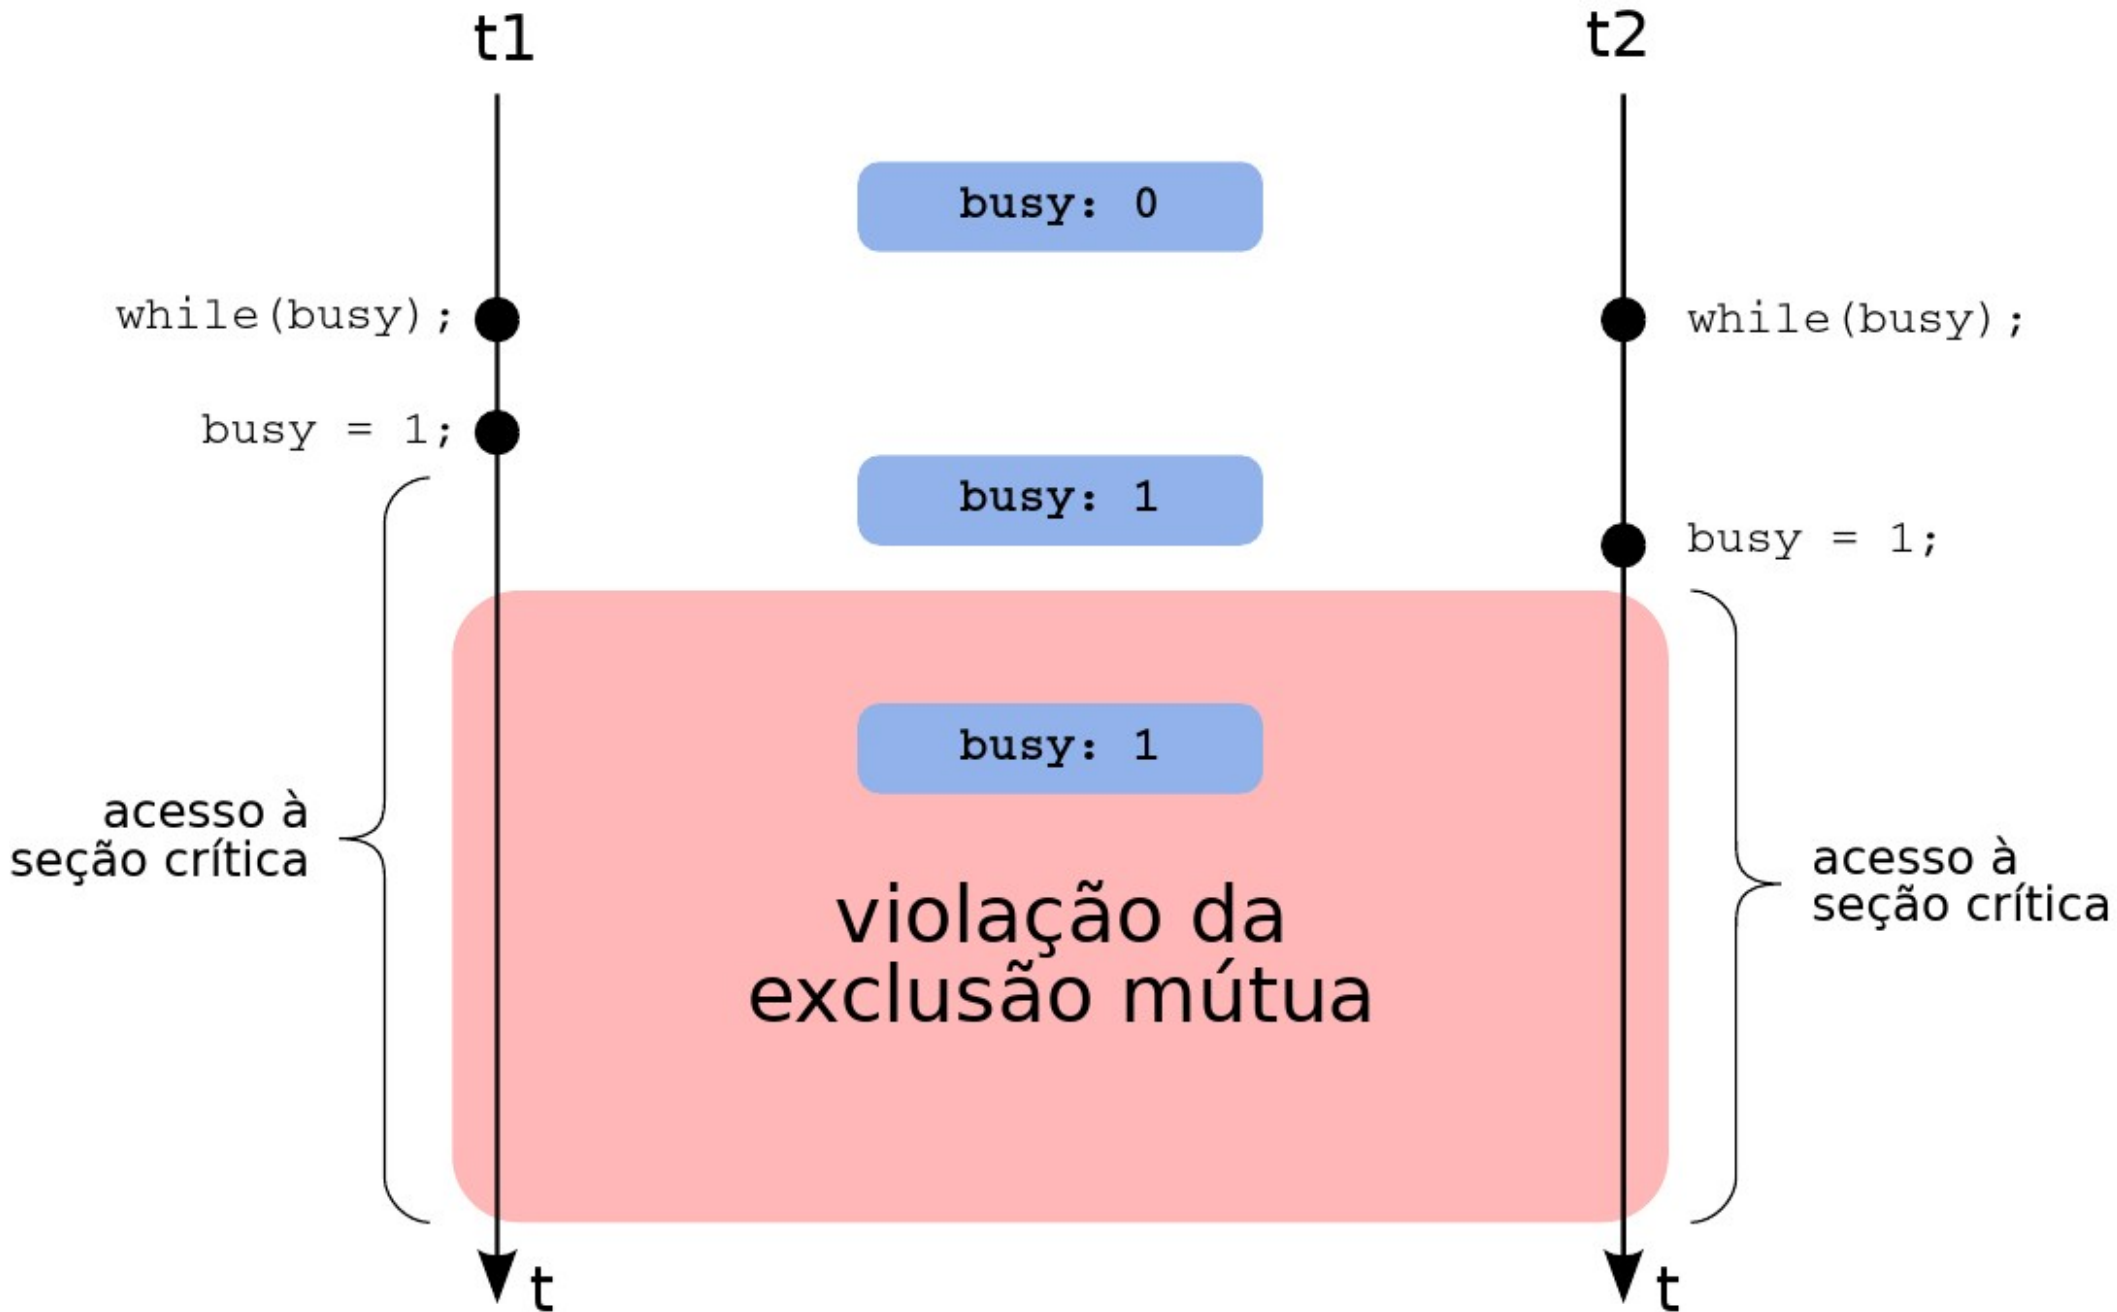 t1
t2
busy: 0
while(busy);
while(busy);
busy = 1;
busy: 1
busy = 1;
busy: 1
acesso à
seção crítica
violação da
exclusão mútua
acesso à
seção crítica
t
t